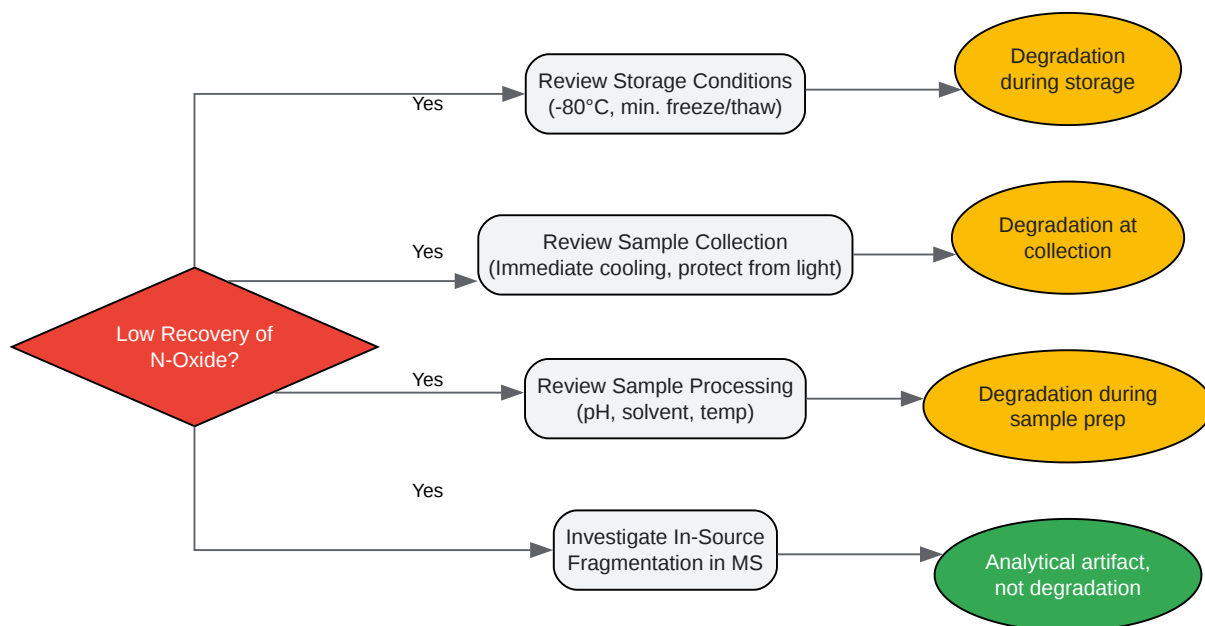 Low Recovery of
N-Oxide?
Yes
Review Storage Conditions
(-80°C, min. freeze/thaw)
Degradation
during storage
Yes
Review Sample Collection
(Immediate cooling, protect from light)
Degradation at
collection
Yes
Review Sample Processing
(pH, solvent, temp)
Degradation during
sample prep
Yes
Investigate In-Source
Fragmentation in MS
Analytical artifact,
not degradation